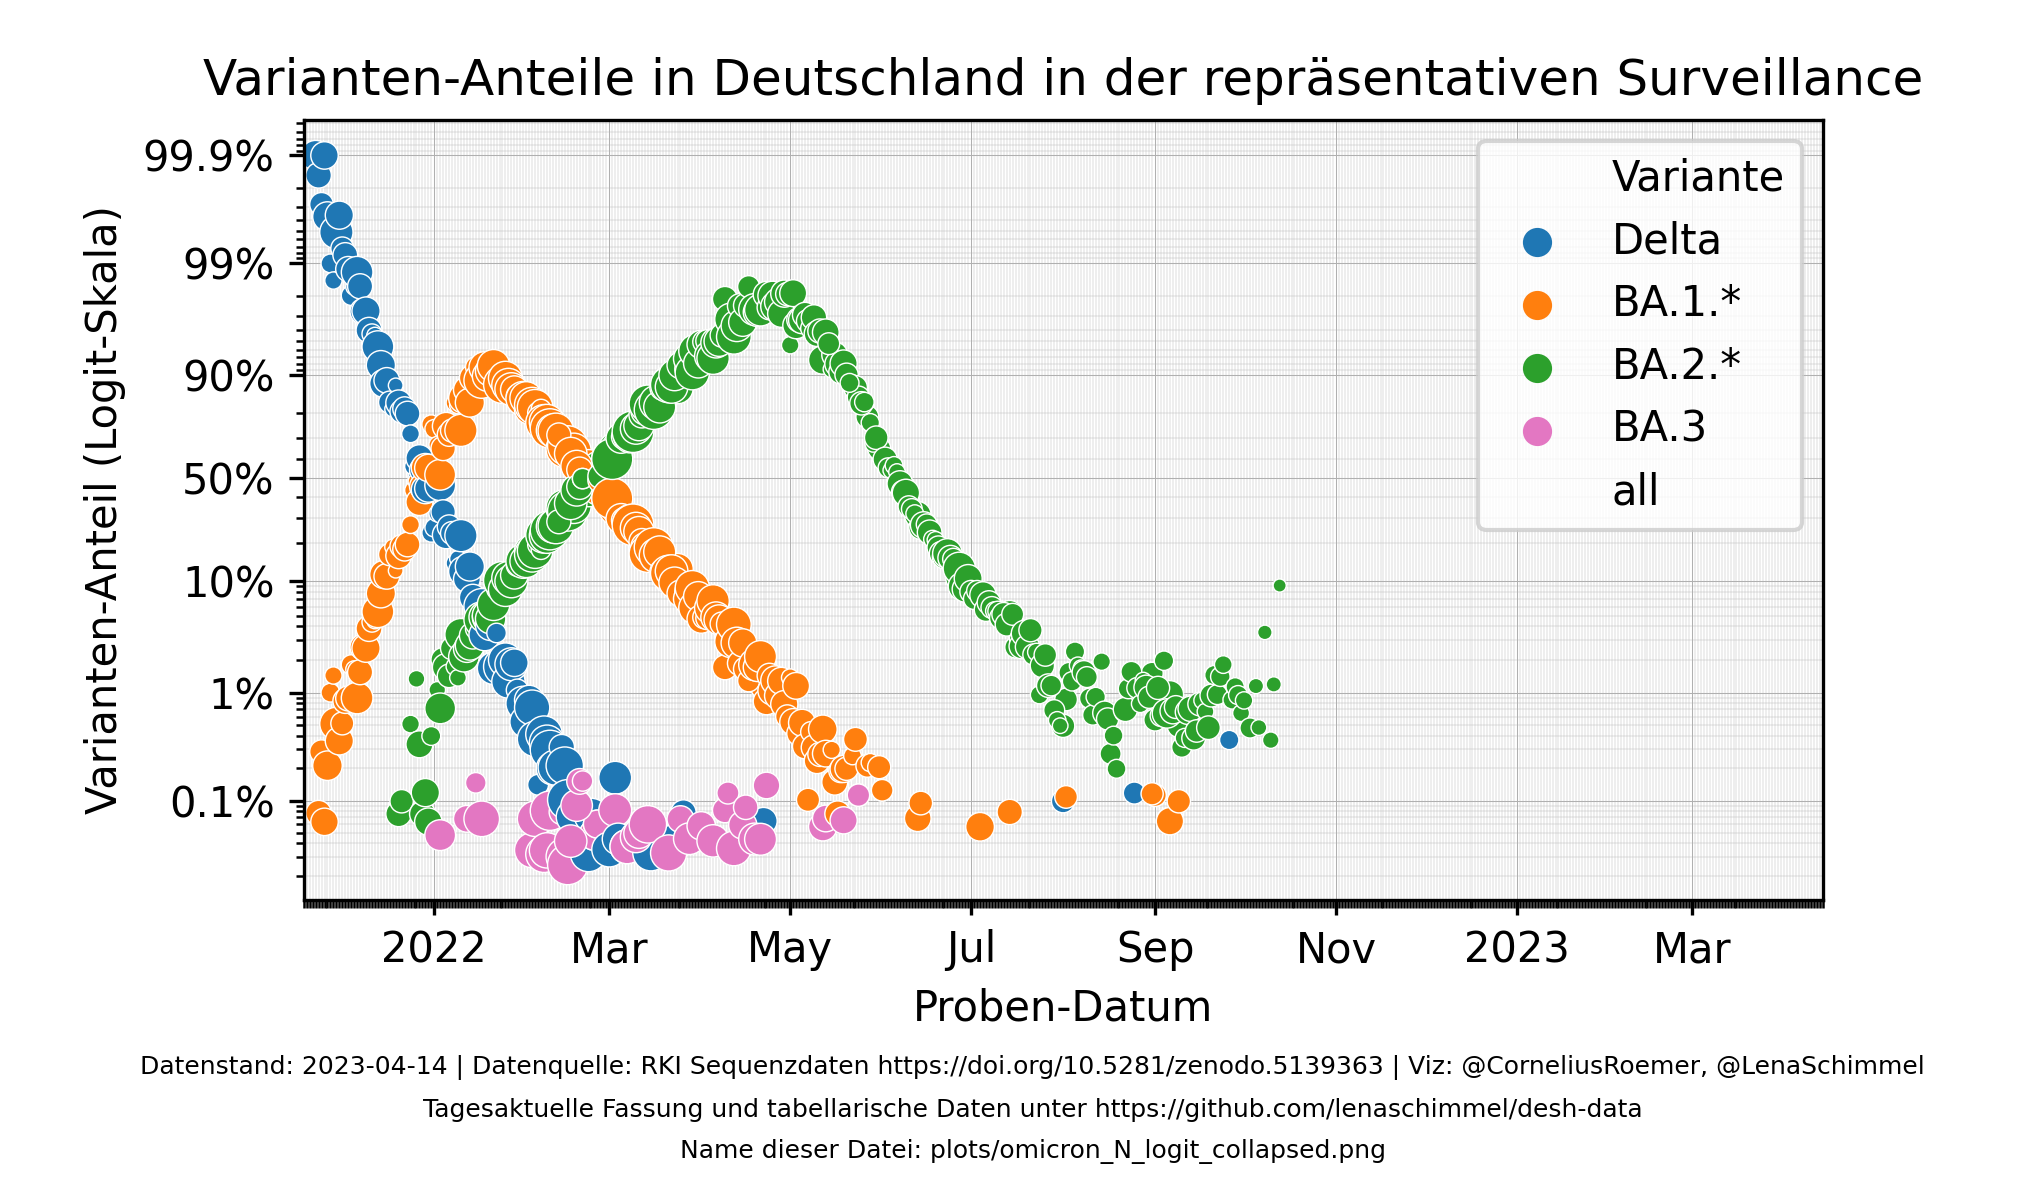 Varianten-Anteile in Deutschland in der repräsentativen Surveillance
Varianten-Anteil (Logit-Skala)
99.9%
99%
90%
50%
10%
1%
0.1%
Variante
Delta
BA.1.*
BA.2.*
BA.3
all
2022
Mar
May
Jul
Sep
Nov
2023
Mar
Proben-Datum
Datenstand: 2023-04-14 | Datenquelle: RKI Sequenzdaten https://doi.org/10.5281/zenodo.5139363 | Viz: @CorneliusRoemer, @LenaSchimmel
Tagesaktuelle Fassung und tabellarische Daten unter https://github.com/lenaschimmel/desh-data
Name dieser Datei: plots/omicron_N_logit_collapsed.png